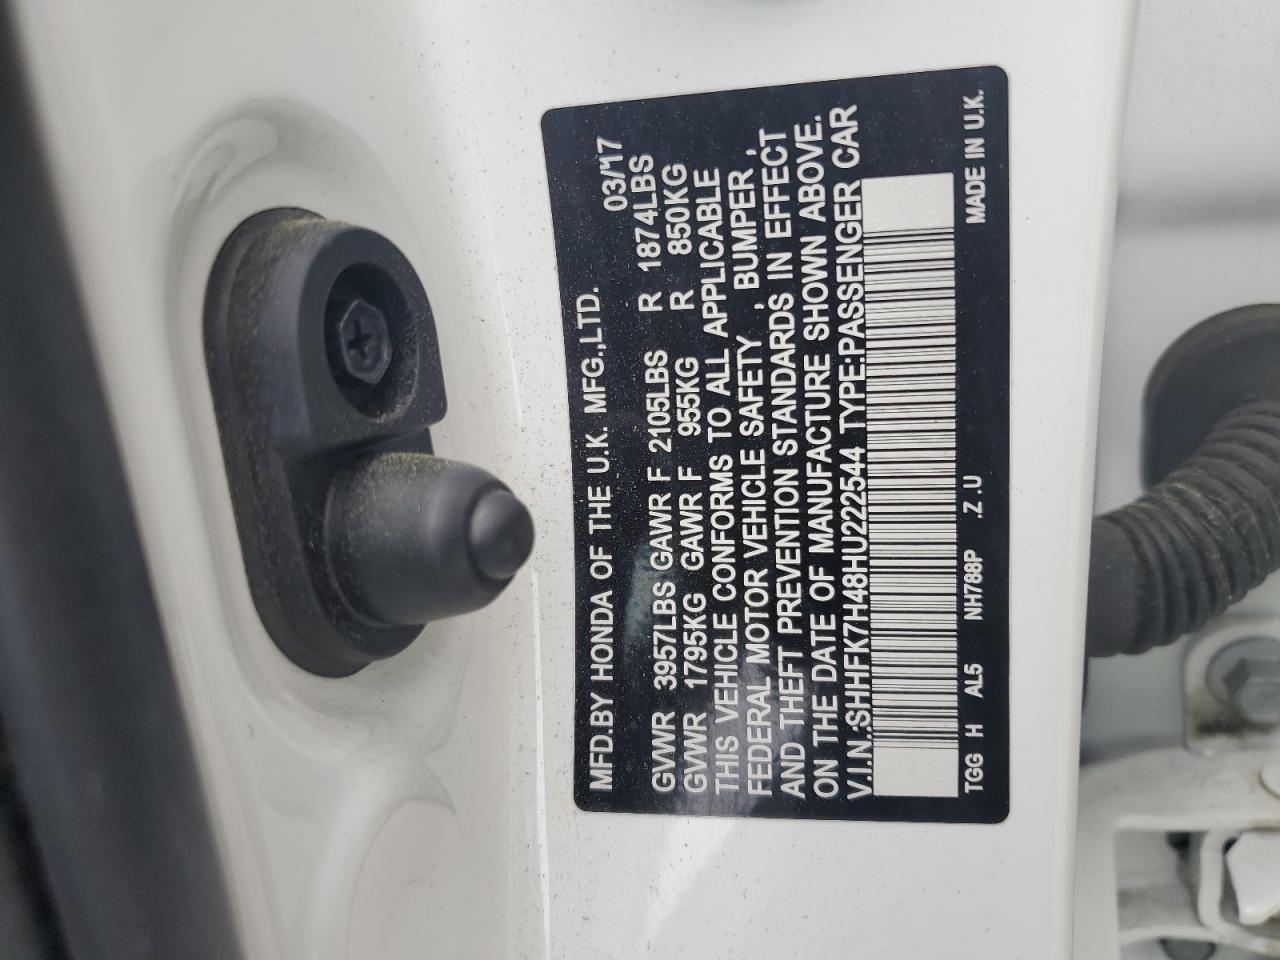 MFD.BY HONDA OF THE U.K. MFG.,LTD. 03/17
GVWR 3957LBS GAWR F 2105LBS R 1874LBS
GVWR 1795KG GAWR F 955KG R 850KG
THIS VEHICLE CONFORMS TO ALL APPLICABLE
FEDERAL MOTOR VEHICLE SAFETY, BUMPER,
AND THEFT PREVENTION STANDARDS IN EFFECT
ON THE DATE OF MANUFACTURE SHOWN ABOVE.
V.I.N.:SHHFK7H48HU222544 TYPE:PASSENGER CAR
TGG H AL5 NH788P .Z.U MADE IN U.K.